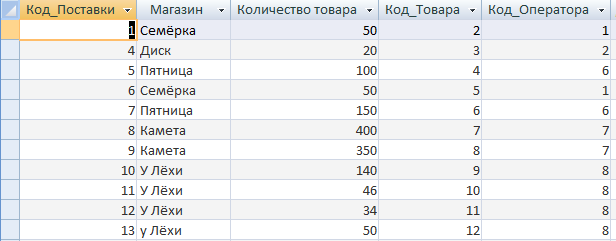 Код_Поставки Магазин Количество товара Код_Товара Код_Оператора
1 Семёрка 50 2 1
4 Диск 20 3 2
5 Пятница 100 4 6
6 Семёрка 50 5 1
7 Пятница 150 6 6
8 Камета 400 7 7
9 Камета 350 8 7
10 У Лёхи 140 9 8
11 У Лёхи 46 10 8
12 У Лёхи 34 11 8
13 у Лёхи 50 12 8